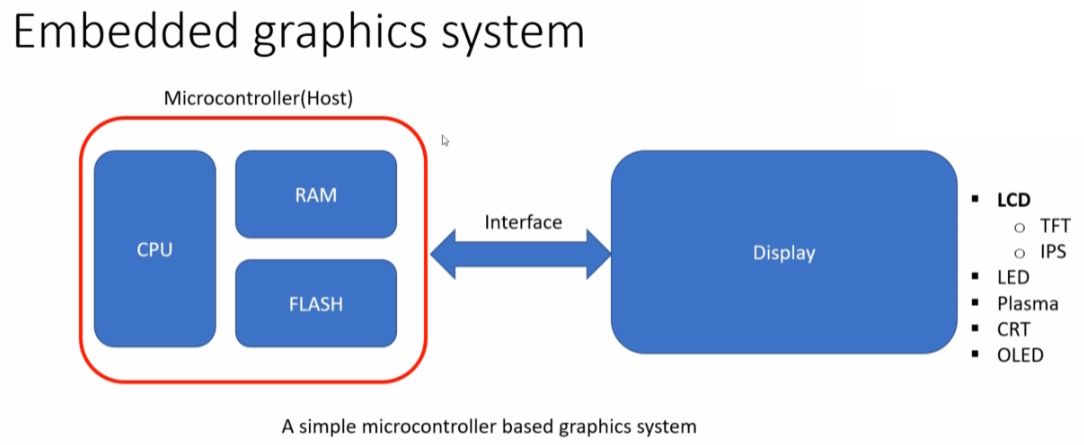 Embedded graphics system
Microcontroller(Host)
CPU
RAM
FLASH
Interface
Display
▪ LCD
○ TFT
○ IPS
▪ LED
▪ Plasma
▪ CRT
▪ OLED
A simple microcontroller based graphics system